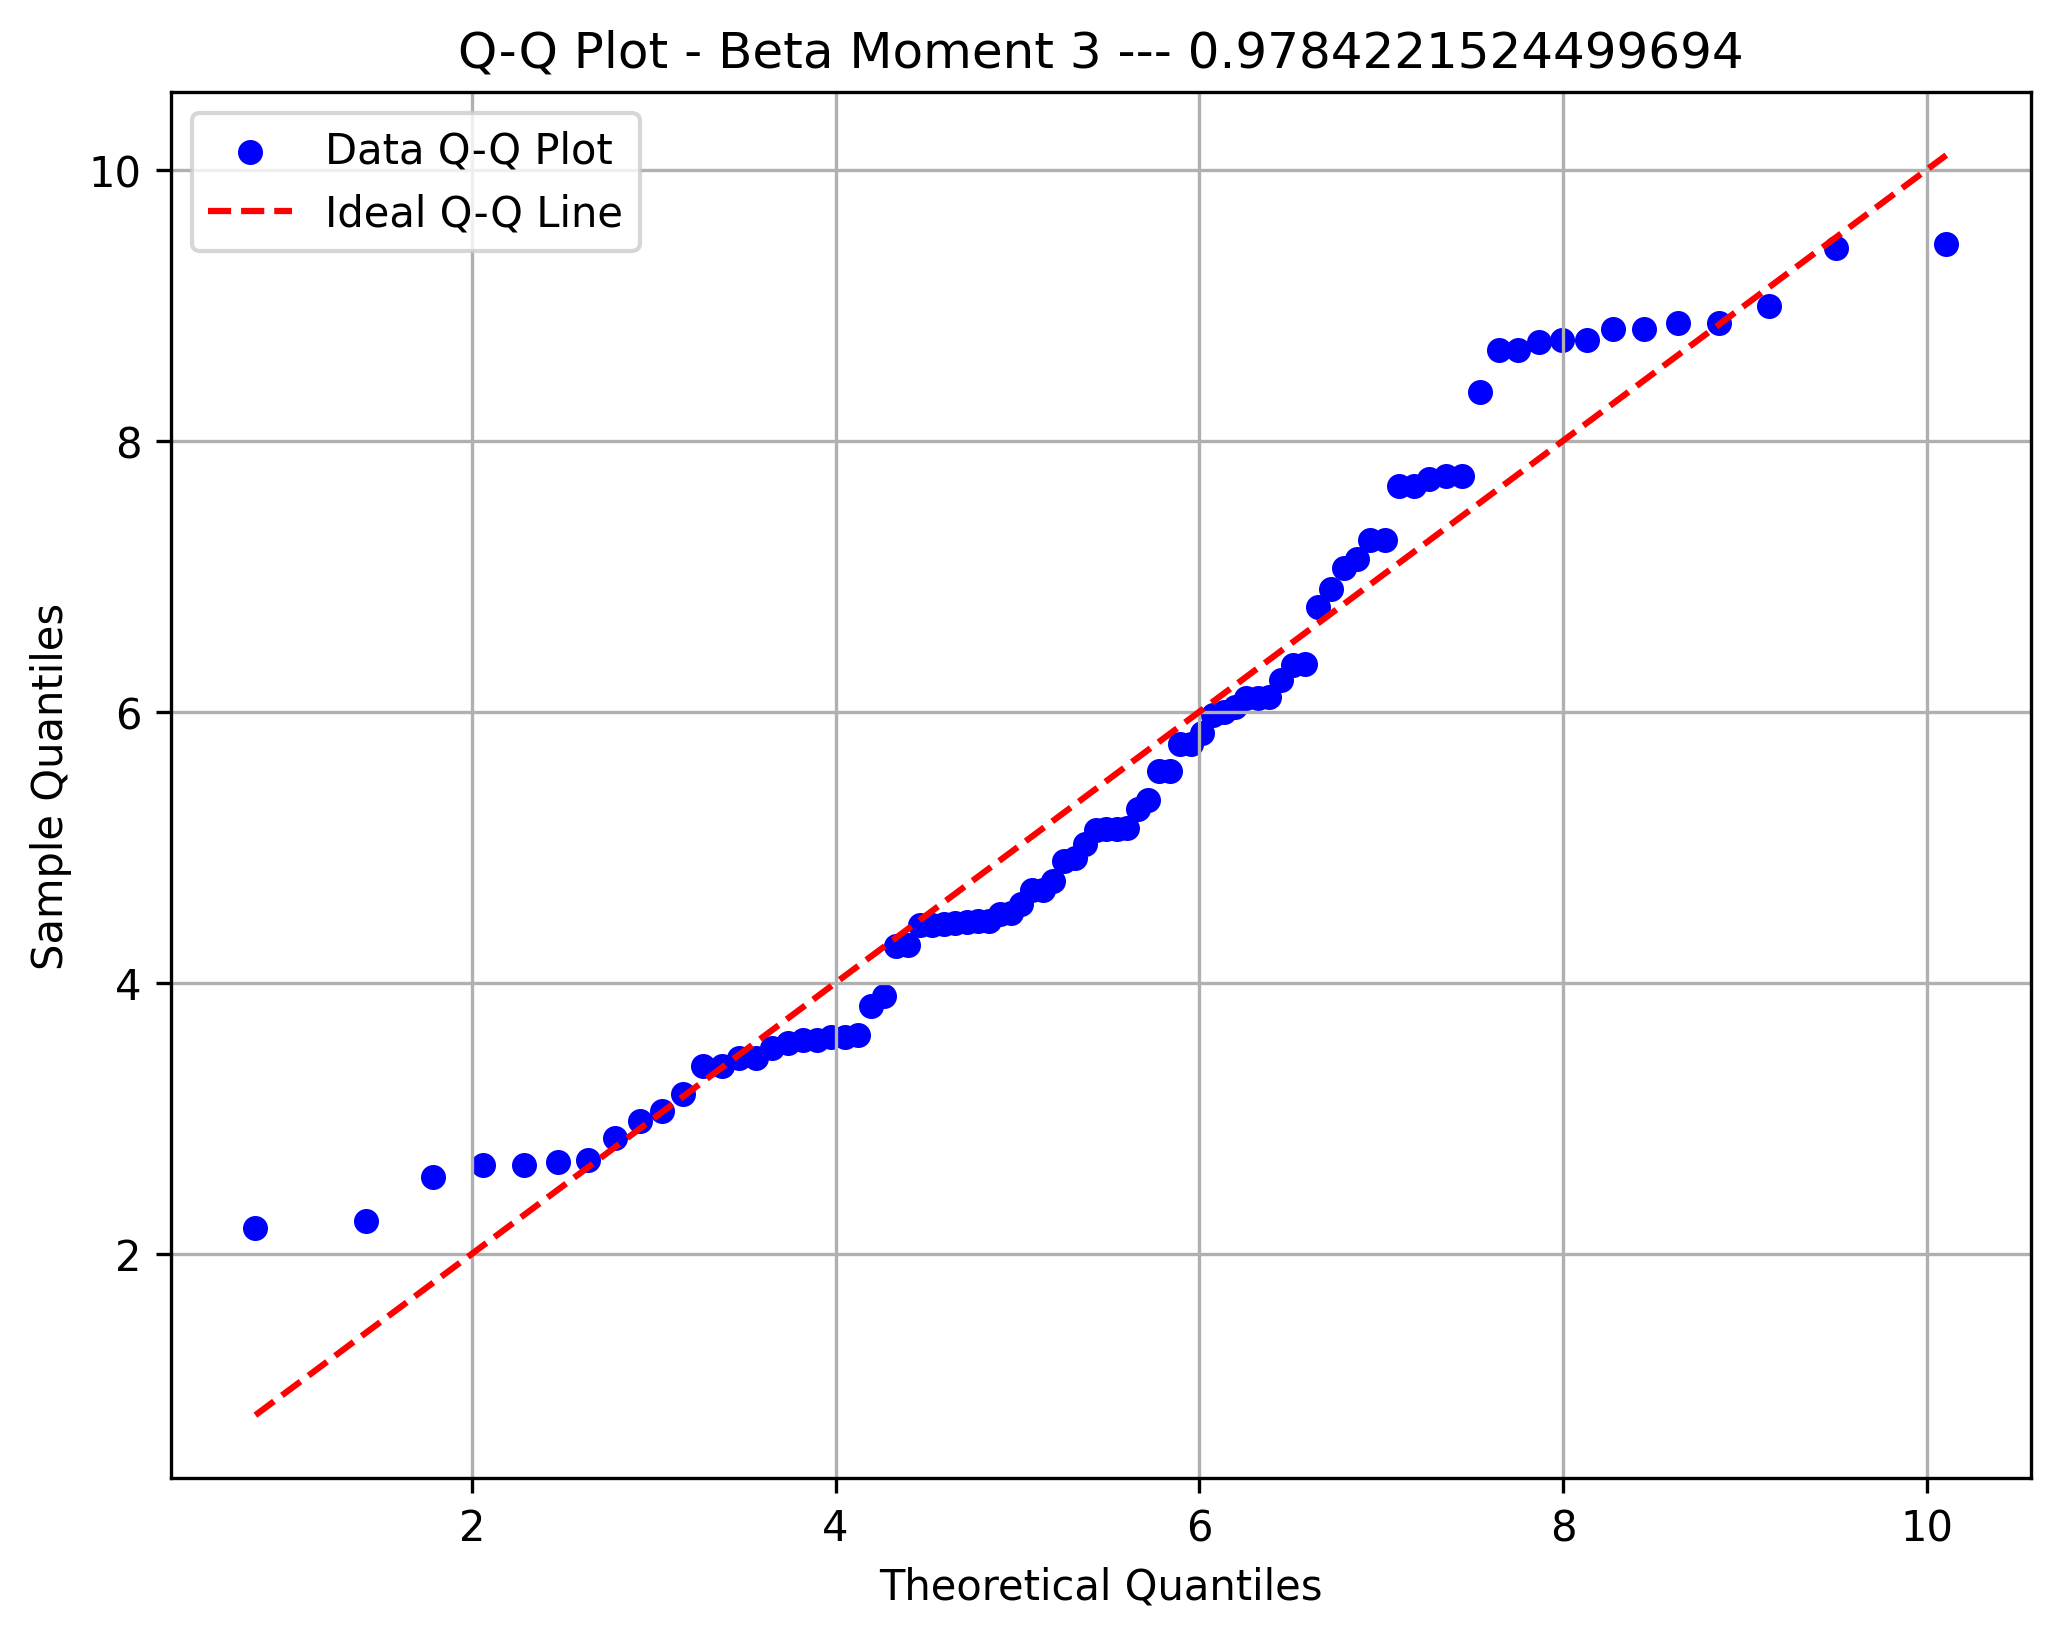 Q-Q Plot - Beta Moment 3 --- 0.9784221524499694
Data Q-Q Plot
Ideal Q-Q Line
10
8
6
4
2
Sample Quantiles
2
4
6
8
10
Theoretical Quantiles